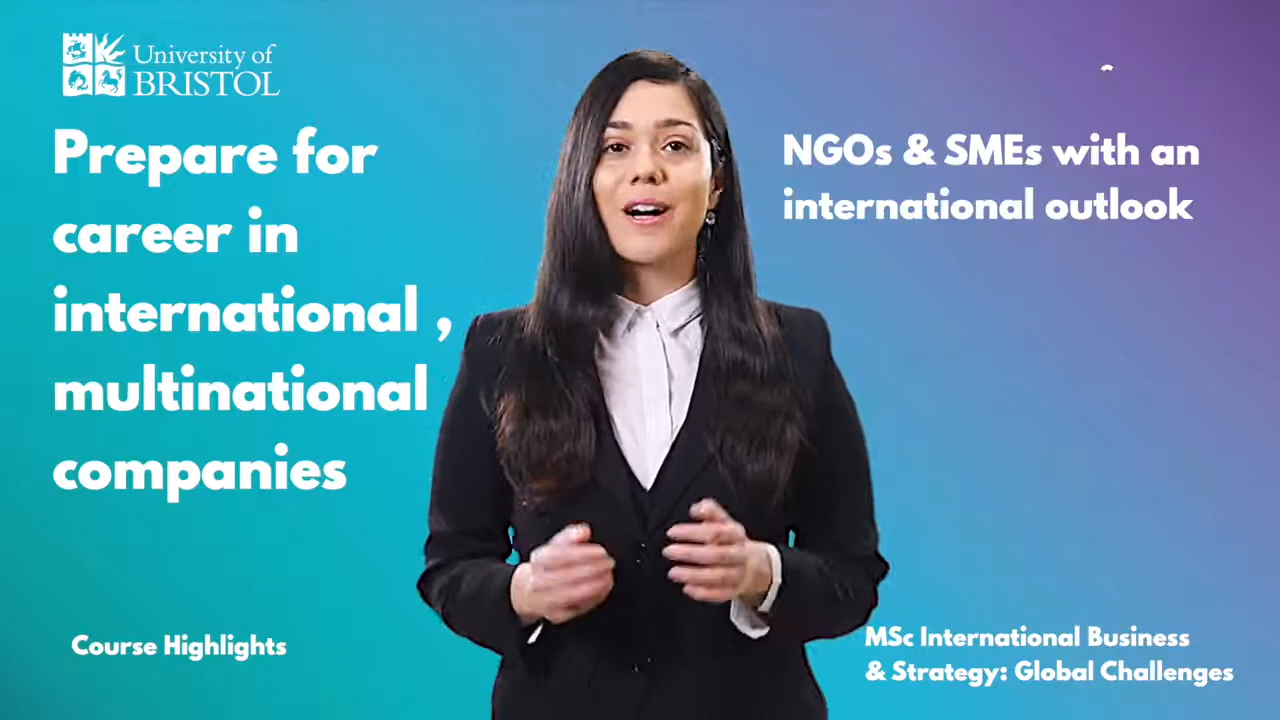 University of
BRISTOL
Prepare for
career in
international ,
multinational
companies
NGOs & SMEs with an
international outlook
Course Highlights
MSc International Business
& Strategy: Global Challenges